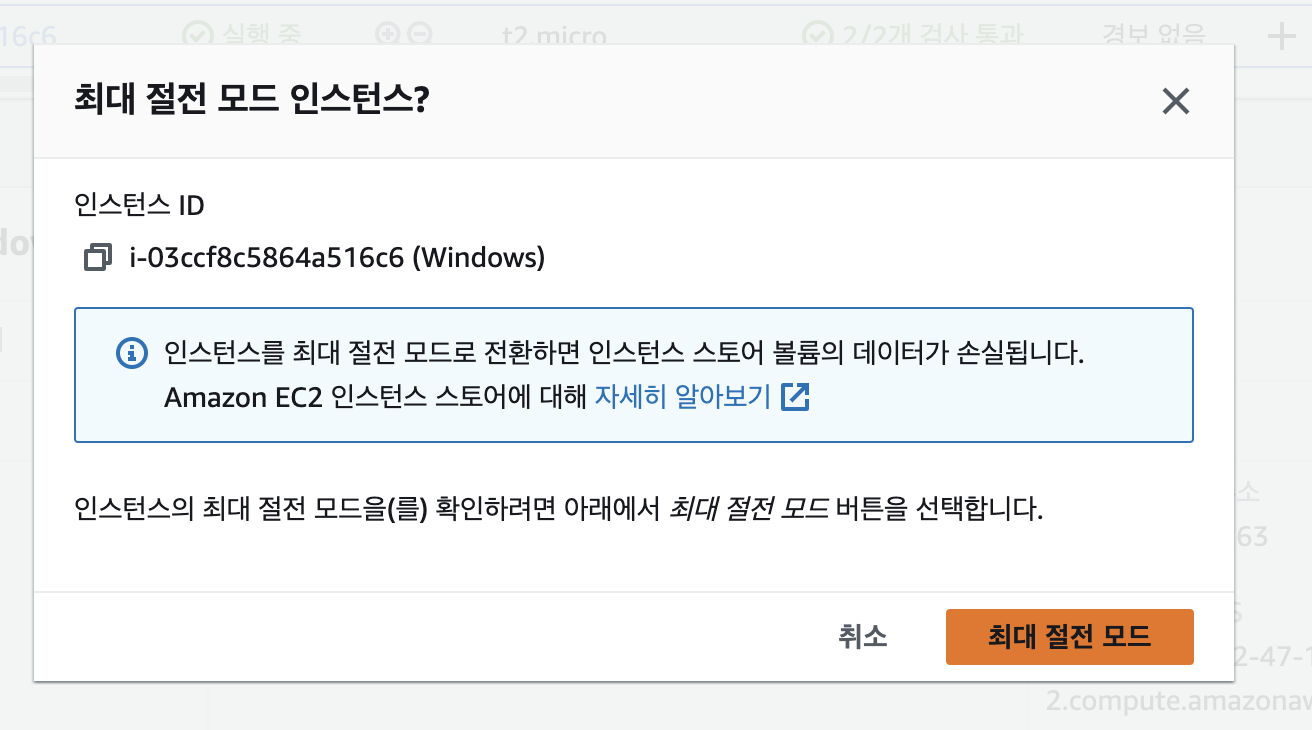 16c6 실행 중 t2.micro 2/2개 검사 통과 경보 없음
최대 절전 모드 인스턴스?
인스턴스 ID
i-03ccf8c5864a516c6 (Windows)
인스턴스를 최대 절전 모드로 전환하면 인스턴스 스토어 볼륨의 데이터가 손실됩니다.
Amazon EC2 인스턴스 스토어에 대해 자세히 알아보기
인스턴스의 최대 절전 모드을(를) 확인하려면 아래에서 최대 절전 모드 버튼을 선택합니다.
63
취소 최대 절전 모드
2-47-1
2.compute.amazonaw